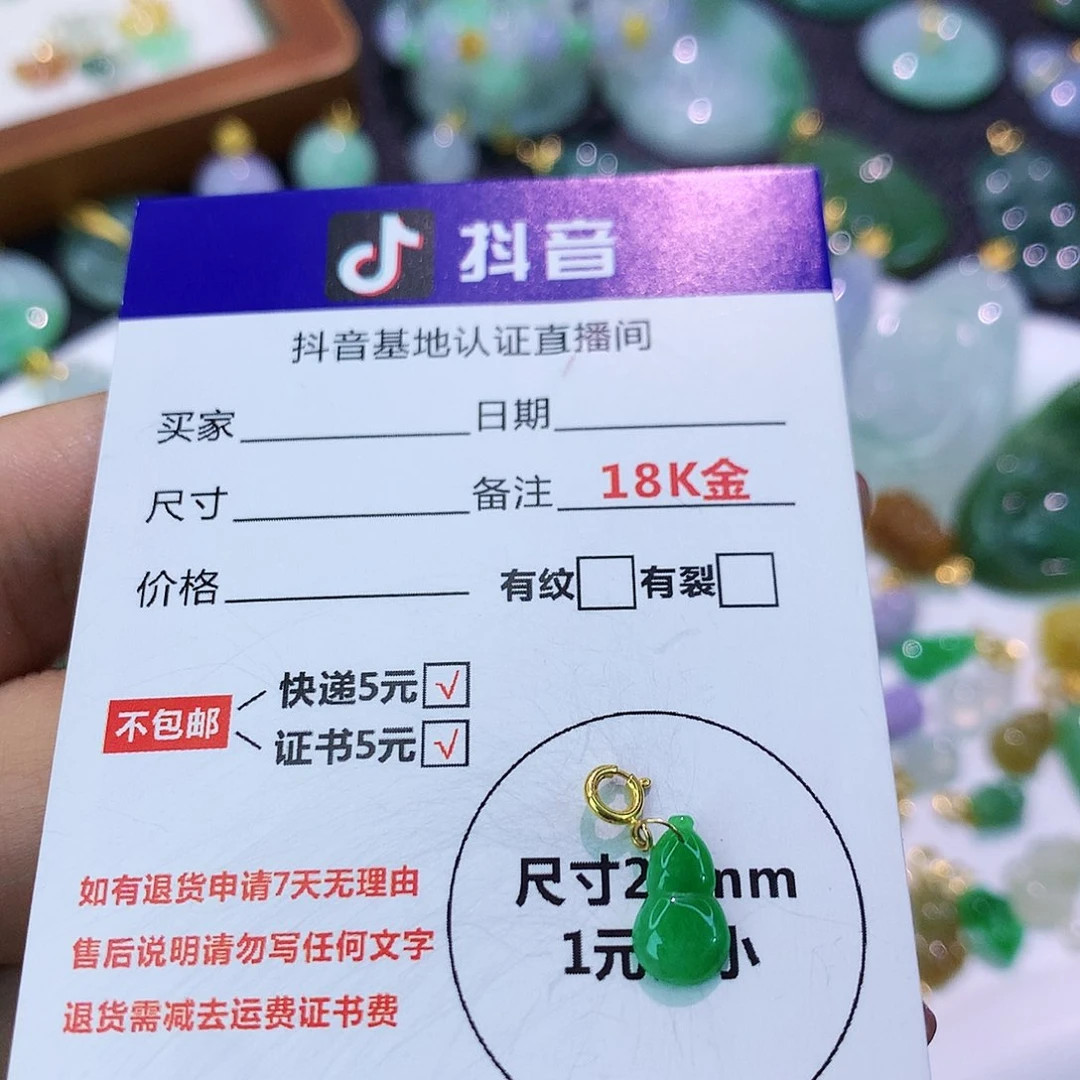 抖音
抖音基地认证直播间
买家 日期
尺寸 备注 18K金
价格 有纹 有裂
不包邮
快递5元 √
证书5元 √
如有退货申请7天无理由
售后说明请勿写任何文字
退货需减去运费证书费
尺寸2 mm
1元 小